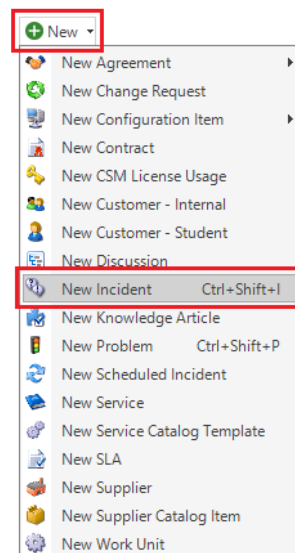 New
New Agreement
New Change Request
New Configuration Item
New Contract
New CSM License Usage
New Customer - Internal
New Customer - Student
New Discussion
New Incident Ctrl+Shift+I
New Knowledge Article
New Problem Ctrl+Shift+P
New Scheduled Incident
New Service
New Service Catalog Template
New SLA
New Supplier
New Supplier Catalog Item
New Work Unit